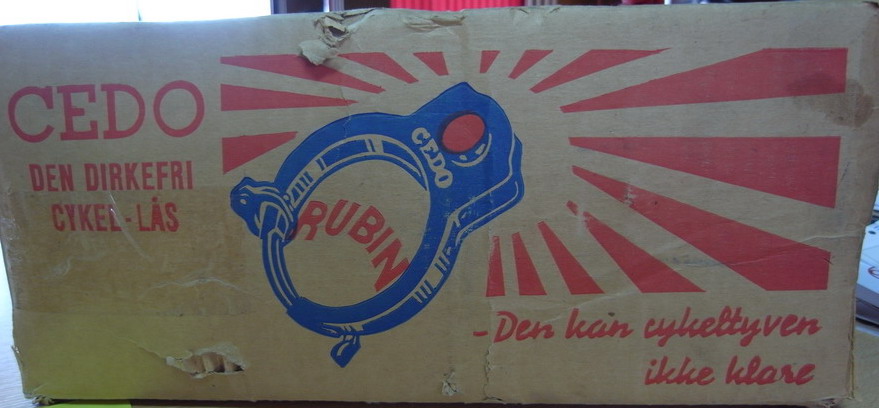 CEDO
DEN DIRKEFRI
CYKEL-LÅS
CEDO
RUBIN
-Den kan cykeltyven
ikke klare